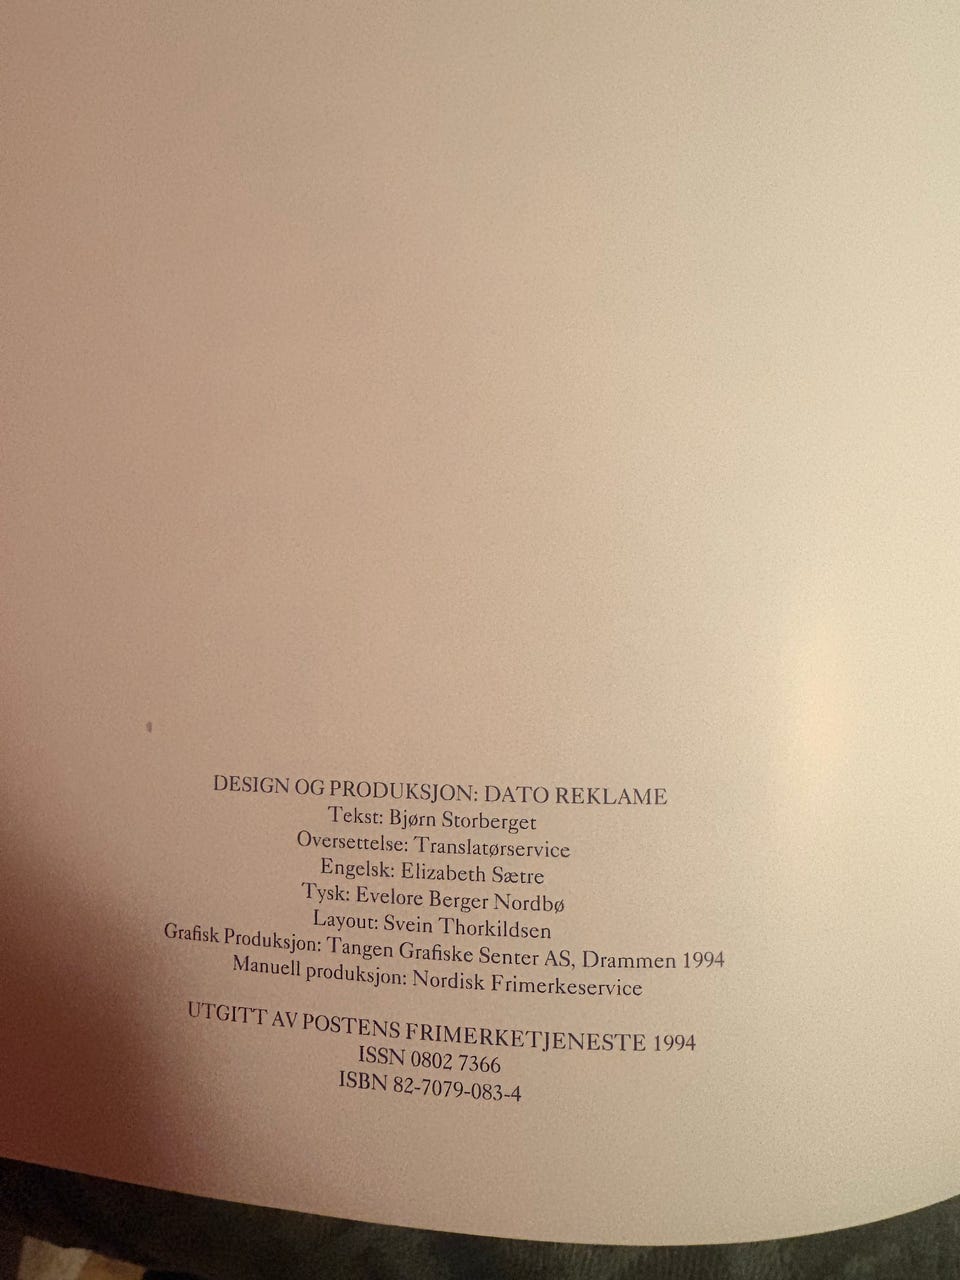 DESIGN OG PRODUKSJON: DATO REKLAME
Tekst: Bjørn Storberget
Oversettelse: Translatørservice
Engelsk: Elizabeth Sætre
Tysk: Evelore Berger Nordbø
Layout: Svein Thorkildsen
Grafisk Produksjon: Tangen Grafiske Senter AS, Drammen 1994
Manuell produksjon: Nordisk Frimerkeservice
UTGITT AV POSTENS FRIMERKETJENESTE 1994
ISSN 0802 7366
ISBN 82-7079-083-4